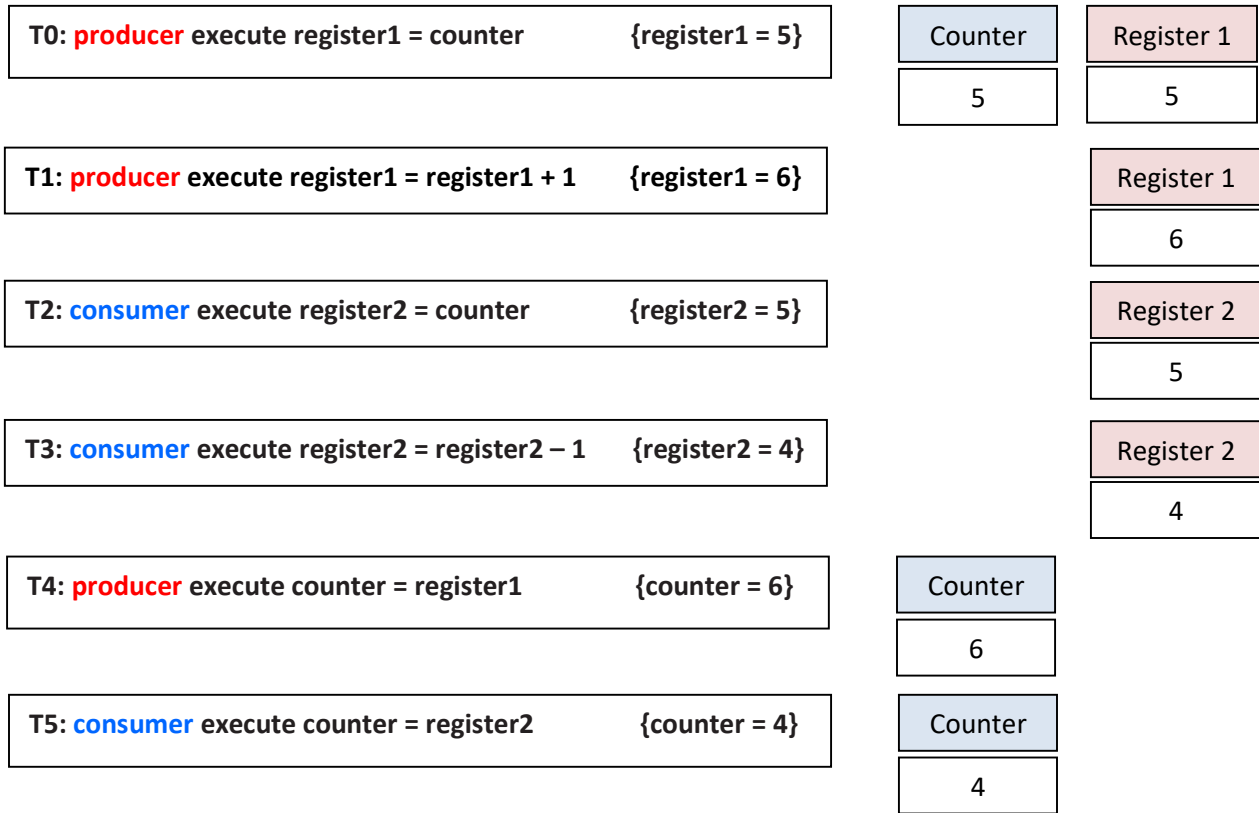 T0: producer execute register1 = counter {register1 = 5}
Counter Register 1
5 5
T1: producer execute register1 = register1 + 1 {register1 = 6}
Register 1
6
T2: consumer execute register2 = counter {register2 = 5}
Register 2
5
T3: consumer execute register2 = register2 – 1 {register2 = 4}
Register 2
4
T4: producer execute counter = register1 {counter = 6}
Counter
6
T5: consumer execute counter = register2 {counter = 4}
Counter
4